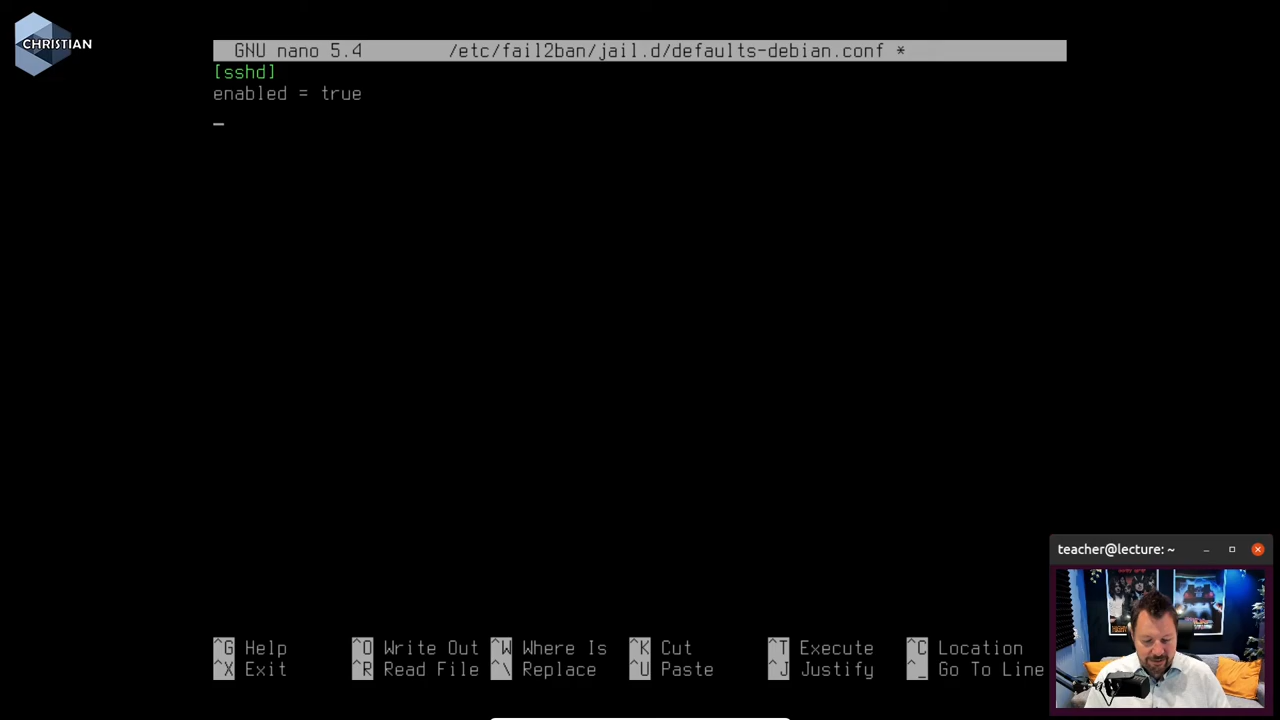 CHRISTIAN
GNU nano 5.4 /etc/fail2ban/jail.d/defaults-debian.conf *
[sshd]
enabled = true
teacher@lecture: ~
^G Help ^O Write Out ^W Where Is ^K Cut ^T Execute ^C Location
^X Exit ^R Read File ^\ Replace ^U Paste ^J Justify ^_ Go To Line